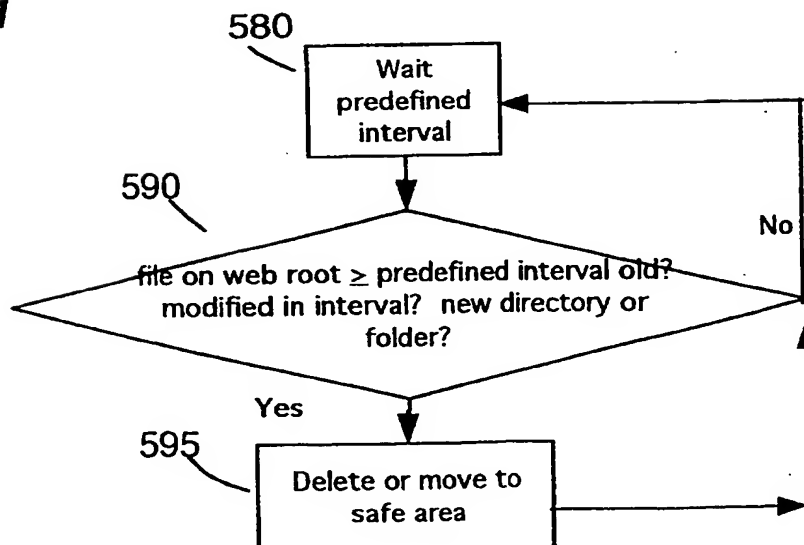 580
Wait
predefined
interval
590
No
file on web root ≥ predefined interval old?
modified in interval? new directory or
folder?
Yes
595
Delete or move to
safe area